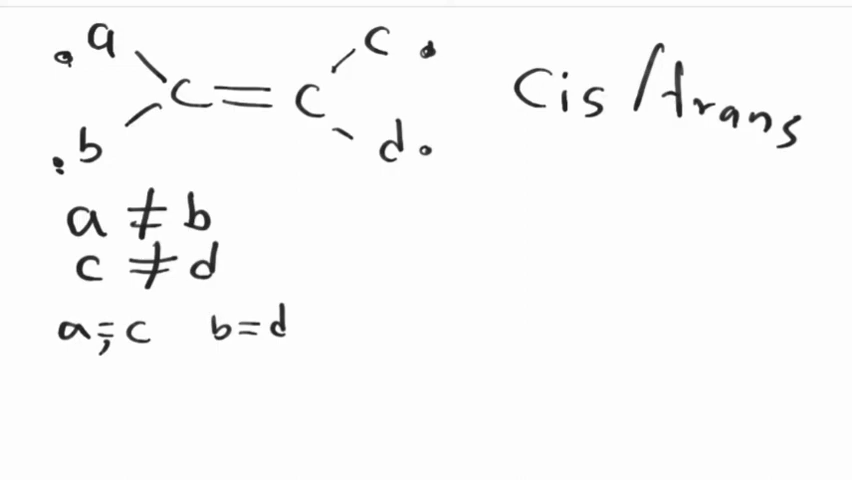 a c
C = C Cis/trans
b d
a ≠ b
c ≠ d
a = c b = d